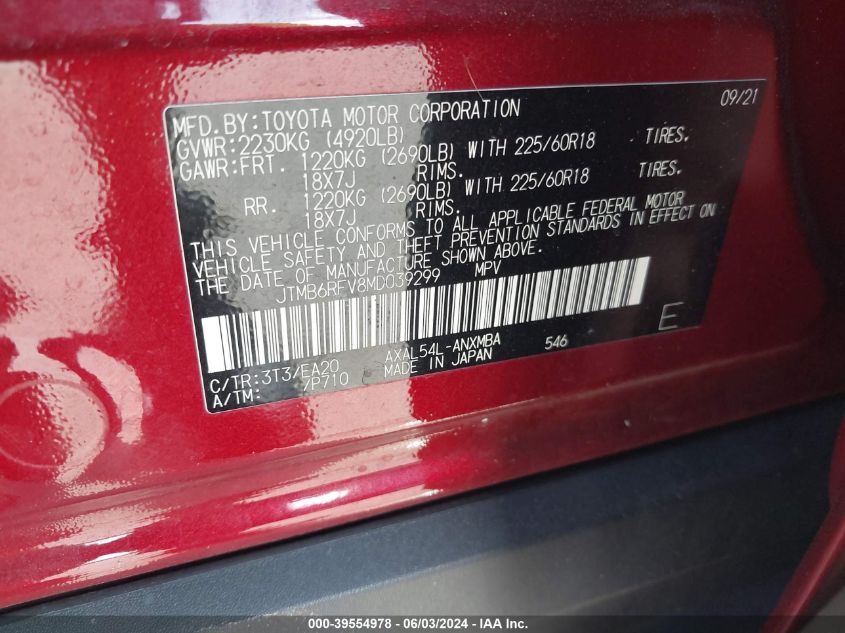 MFD.BY:TOYOTA MOTOR CORPORATION 09/21
GVWR:2230KG (4920LB)
GAWR:FRT. 1220KG (2690LB) WITH 225/60R18 TIRES.
18X7J RIMS.
RR. 1220KG (2690LB) WITH 225/60R18 TIRES.
18X7J RIMS.
THIS VEHICLE CONFORMS TO ALL APPLICABLE FEDERAL MOTOR
VEHICLE SAFETY AND THEFT PREVENTION STANDARDS IN EFFECT ON
THE DATE OF MANUFACTURE SHOWN ABOVE.
JTMB6RFV8MD039299 MPV
E
C/TR:3T3/EA20 AXAL54L-ANXMBA 546
A/TM: /P710 MADE IN JAPAN
000-39554978 - 06/03/2024 - IAA Inc.